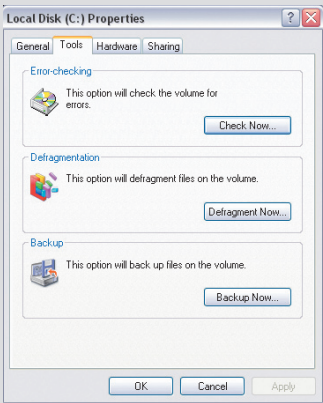 Local Disk (C:) Properties
General Tools Hardware Sharing
Error-checking
This option will check the volume for
errors.
Check Now...
Defragmentation
This option will defragment files on the volume.
Defragment Now...
Backup
This option will back up files on the volume.
Backup Now...
OK Cancel Apply